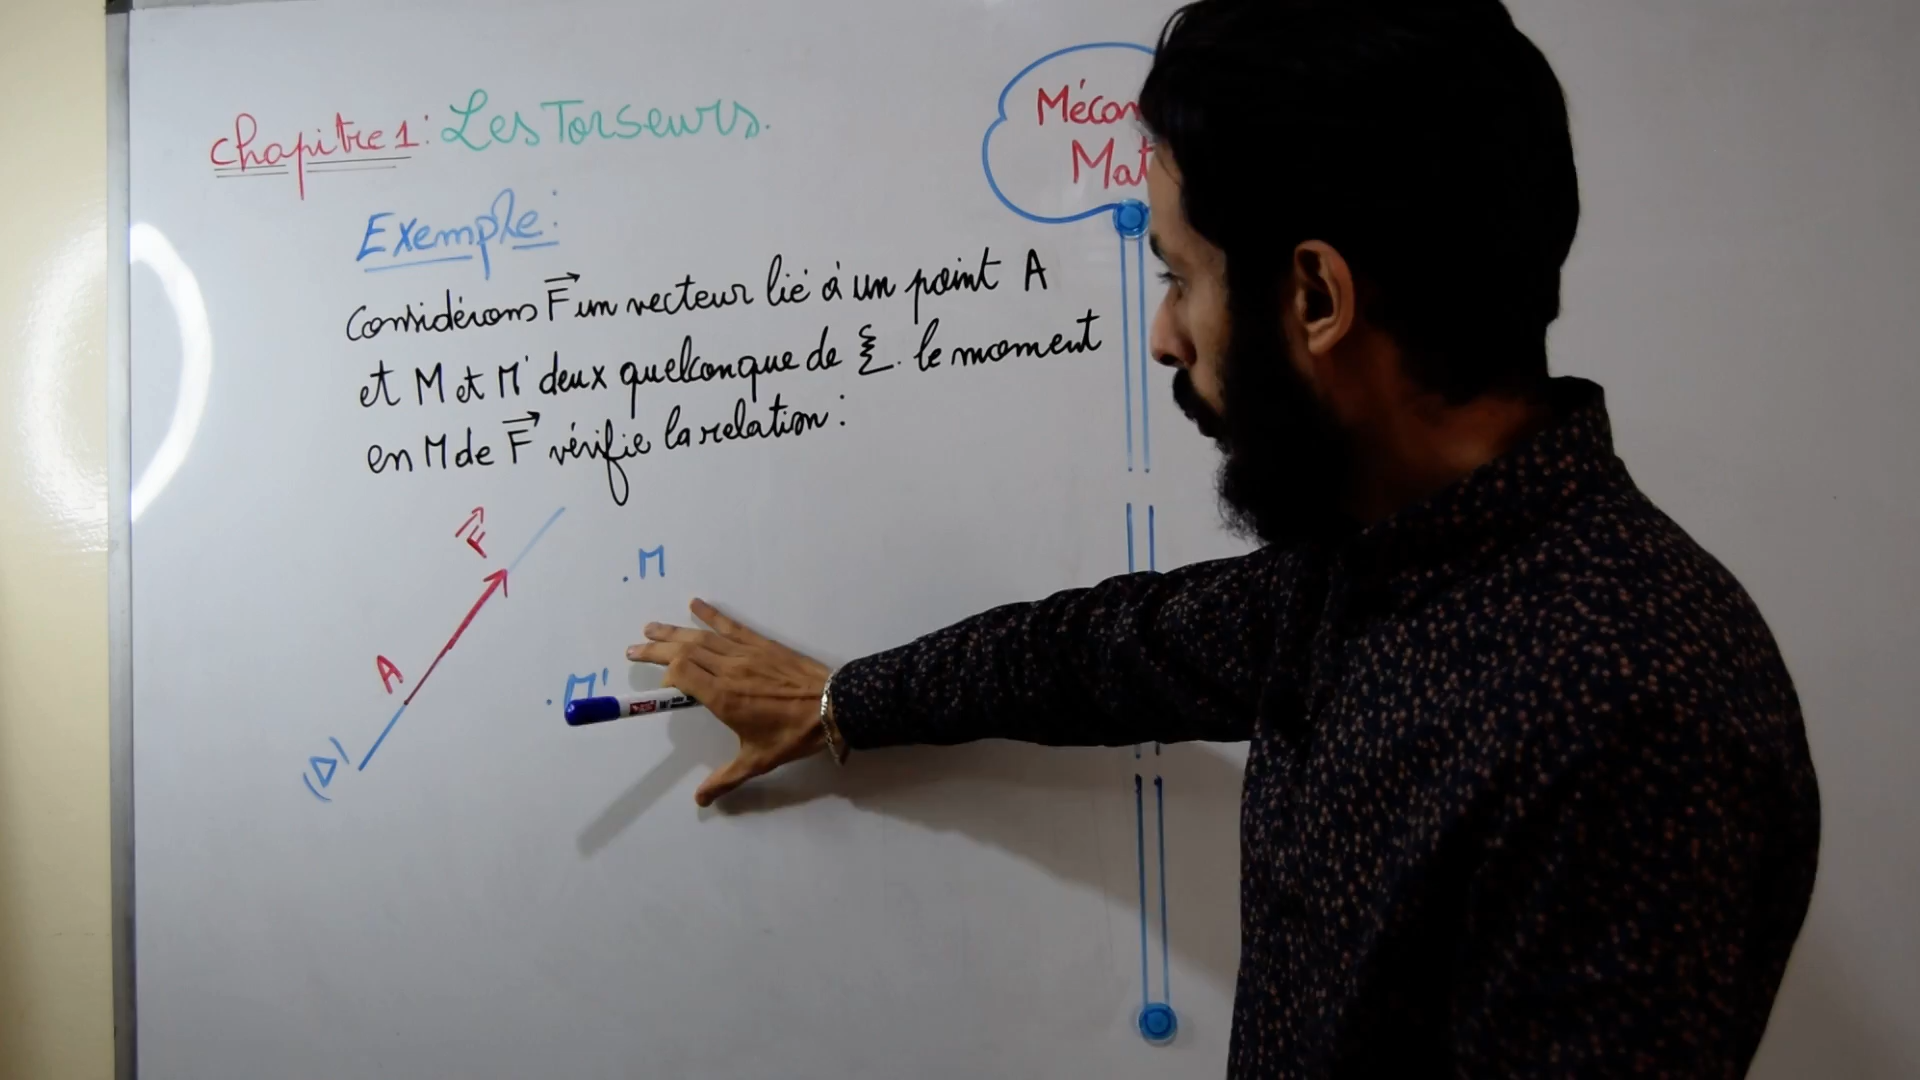 Chapitre 1: Les Torseurs.
Mécan
Mat
Exemple:
Considérons F un vecteur lié à un point A
et M et M' deux quelconque de ξ. le moment
en M de F vérifie la relation:
F
M
A
M'
(D)